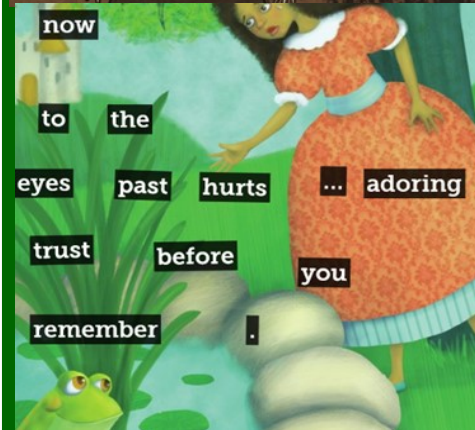 now
to the
eyes past hurts ... adoring
trust before you
remember .